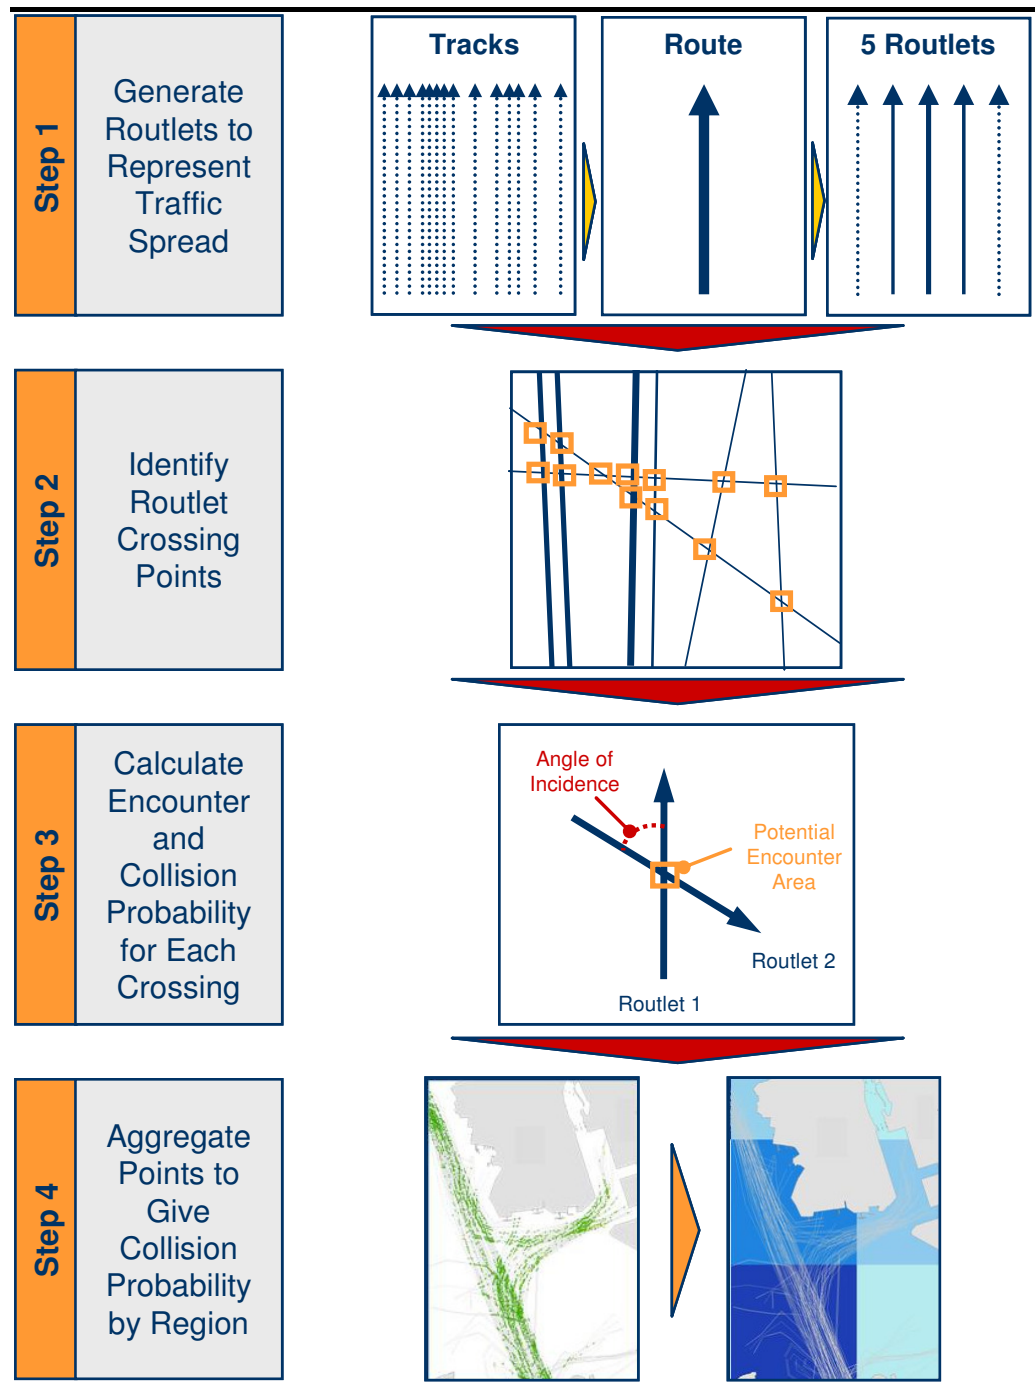 Step 1
Generate
Routlets to
Represent
Traffic
Spread
Tracks
Route
5 Routlets
Step 2
Identify
Routlet
Crossing
Points
Step 3
Calculate
Encounter
and
Collision
Probability
for Each
Crossing
Angle of
Incidence
Potential
Encounter
Area
Routlet 2
Routlet 1
Step 4
Aggregate
Points to
Give
Collision
Probability
by Region